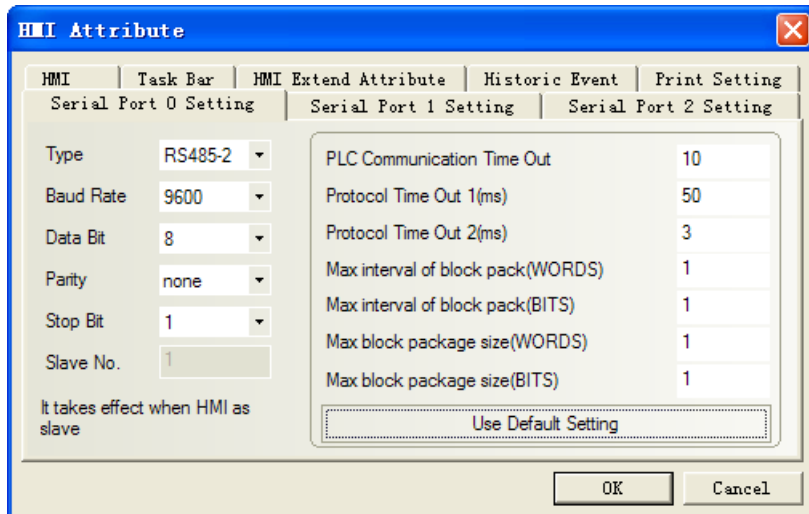 HMI Attribute
HMI
Task Bar
HMI Extend Attribute
Historic Event
Print Setting
Serial Port 0 Setting
Serial Port 1 Setting
Serial Port 2 Setting
Type RS485-2
Baud Rate 9600
Data Bit 8
Parity none
Stop Bit 1
Slave No. 1
It takes effect when HMI as
slave
PLC Communication Time Out 10
Protocol Time Out 1(ms) 50
Protocol Time Out 2(ms) 3
Max interval of block pack(WORDS) 1
Max interval of block pack(BITS) 1
Max block package size(WORDS) 1
Max block package size(BITS) 1
Use Default Setting
OK
Cancel